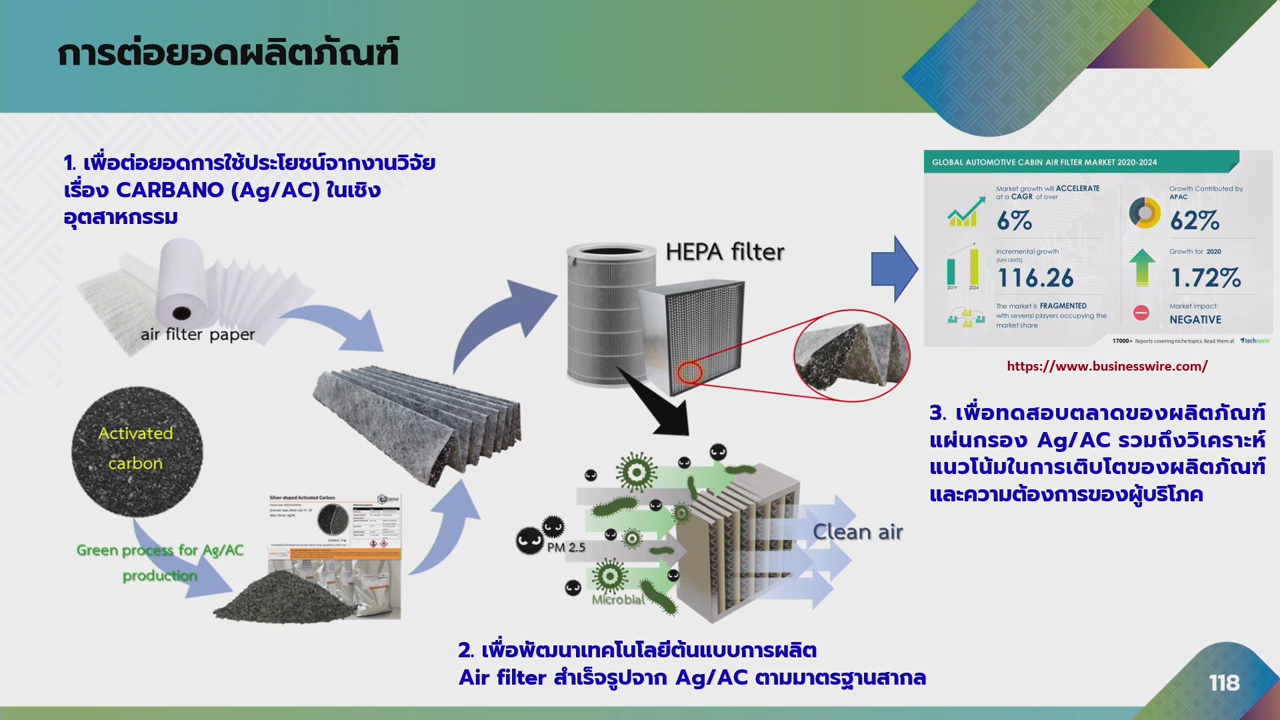 การต่อยอดผลิตภัณฑ์
1. เพื่อต่อยอดการใช้ประโยชน์จากงานวิจัย
เรื่อง CARBANO (Ag/AC) ในเชิง
อุตสาหกรรม
air filter paper
Activated
carbon
Green process for Ag/AC
production
Silver-doped Activated Carbon
HEPA filter
PM 2.5
Microbial
Clean air
2. เพื่อพัฒนาเทคโนโลยีต้นแบบการผลิต
Air filter สำเร็จรูปจาก Ag/AC ตามมาตรฐานสากล
GLOBAL AUTOMOTIVE CABIN AIR FILTER MARKET 2020-2024
Market growth will ACCELERATE
at a CAGR of over
6%
Growth Contributed by
APAC
62%
Incremental growth
(MN UNITS)
116.26
2019 2024
Growth for 2020
1.72%
The market is FRAGMENTED
with several players occupying the
market share
Market impact:
NEGATIVE
17000+ Reports covering niche topics. Read them at technavio
https://www.businesswire.com/
3. เพื่อทดสอบตลาดของผลิตภัณฑ์
แผ่นกรอง Ag/AC รวมถึงวิเคราะห์
แนวโน้มในการเติบโตของผลิตภัณฑ์
และความต้องการของผู้บริโภค
118